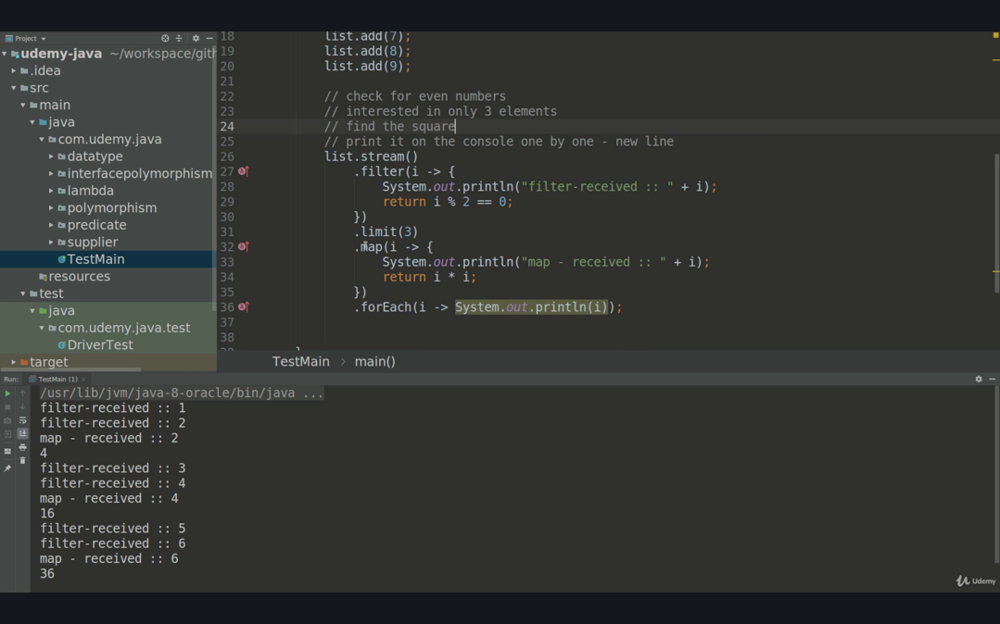 Project
udemy-java ~/workspace/gith
.idea
src
main
java
com.udemy.java
datatype
interfacepolymorphism
lambda
polymorphism
predicate
supplier
TestMain
resources
test
java
com.udemy.java.test
DriverTest
target
18 list.add(7);
19 list.add(8);
20 list.add(9);
21
22 // check for even numbers
23 // interested in only 3 elements
24 // find the square
25 // print it on the console one by one - new line
26 list.stream()
27 .filter(i -> {
28 System.out.println("filter-received :: " + i);
29 return i % 2 == 0;
30 })
31 .limit(3)
32 .map(i -> {
33 System.out.println("map - received :: " + i);
34 return i * i;
35 })
36 .forEach(i -> System.out.println(i));
37
38
TestMain > main()
Run: TestMain (1)
/usr/lib/jvm/java-8-oracle/bin/java ...
filter-received :: 1
filter-received :: 2
map - received :: 2
4
filter-received :: 3
filter-received :: 4
map - received :: 4
16
filter-received :: 5
filter-received :: 6
map - received :: 6
36
Udemy